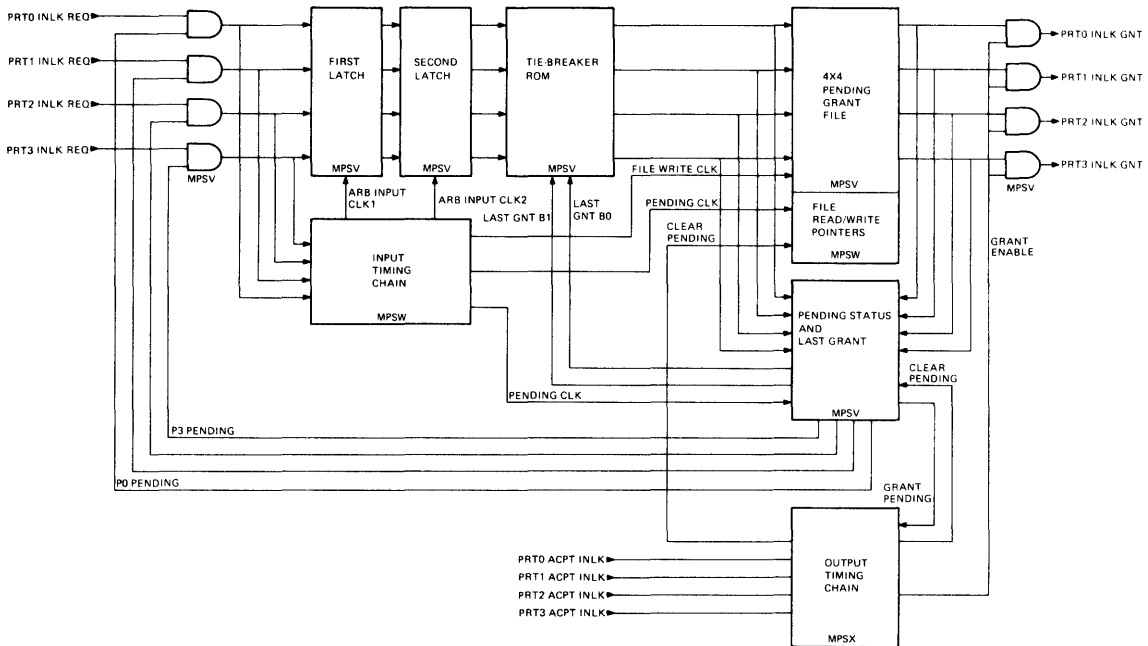 PRT0 INLK REQ
PRT1 INLK REQ
PRT2 INLK REQ
PRT3 INLK REQ
MPSV
FIRST
LATCH
MPSV
SECOND
LATCH
MPSV
TIE-BREAKER
ROM
MPSV
4X4
PENDING
GRANT
FILE
MPSV
FILE
READ/WRITE
POINTERS
MPSW
PRT0 INLK GNT
PRT1 INLK GNT
PRT2 INLK GNT
PRT3 INLK GNT
MPSV
ARB INPUT
CLK1
ARB INPUT
CLK2
LAST GNT B1
LAST
GNT B0
FILE WRITE CLK
PENDING CLK
CLEAR
PENDING
GRANT
ENABLE
INPUT
TIMING
CHAIN
MPSW
PENDING STATUS
AND
LAST GRANT
MPSV
CLEAR
PENDING
PENDING CLK
P3 PENDING
P0 PENDING
GRANT
PENDING
PRT0 ACPT INLK
PRT1 ACPT INLK
PRT2 ACPT INLK
PRT3 ACPT INLK
OUTPUT
TIMING
CHAIN
MPSX